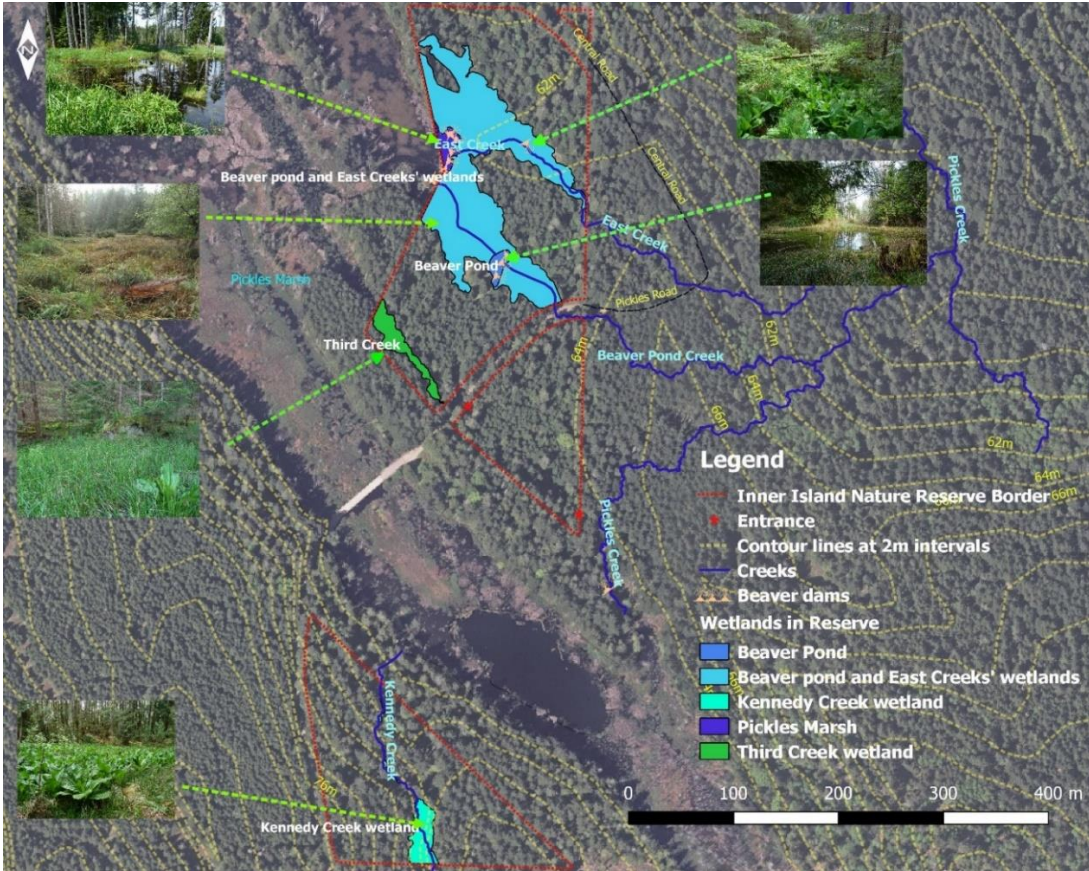 Central Road
62m
Central Road
East Creek
Beaver pond and East Creeks' wetlands
Pickles Creek
East Creek
Beaver Pond
Pickles Marsh
Pickles Road
62m
Third Creek
64m
Beaver Pond Creek
64m
66m
62m
64m
66m
Pickles Creek
Legend
Inner Island Nature Reserve Border
Entrance
Contour lines at 2m intervals
Creeks
Beaver dams
Wetlands in Reserve
Beaver Pond
Beaver pond and East Creeks' wetlands
Kennedy Creek wetland
Pickles Marsh
Third Creek wetland
Kennedy Creek
Kennedy Creek wetland
0 100 200 300 400 m